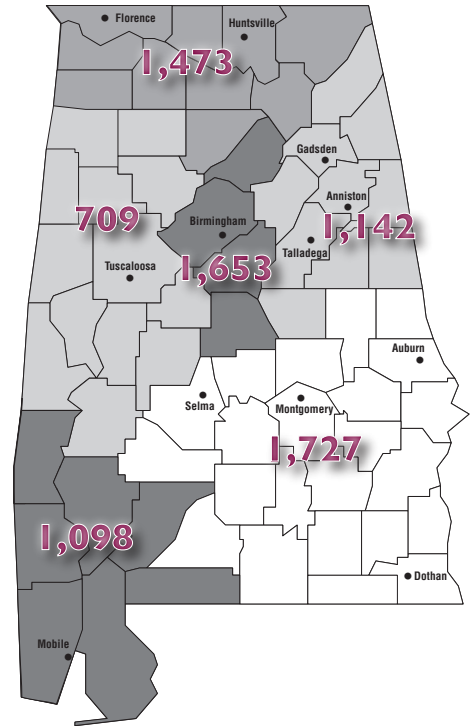 Florence
Huntsville
1,473
Gadsden
Anniston
709
Birmingham
1,142
Talladega
Tuscaloosa
1,653
Auburn
Selma
Montgomery
1,727
1,098
Dothan
Mobile